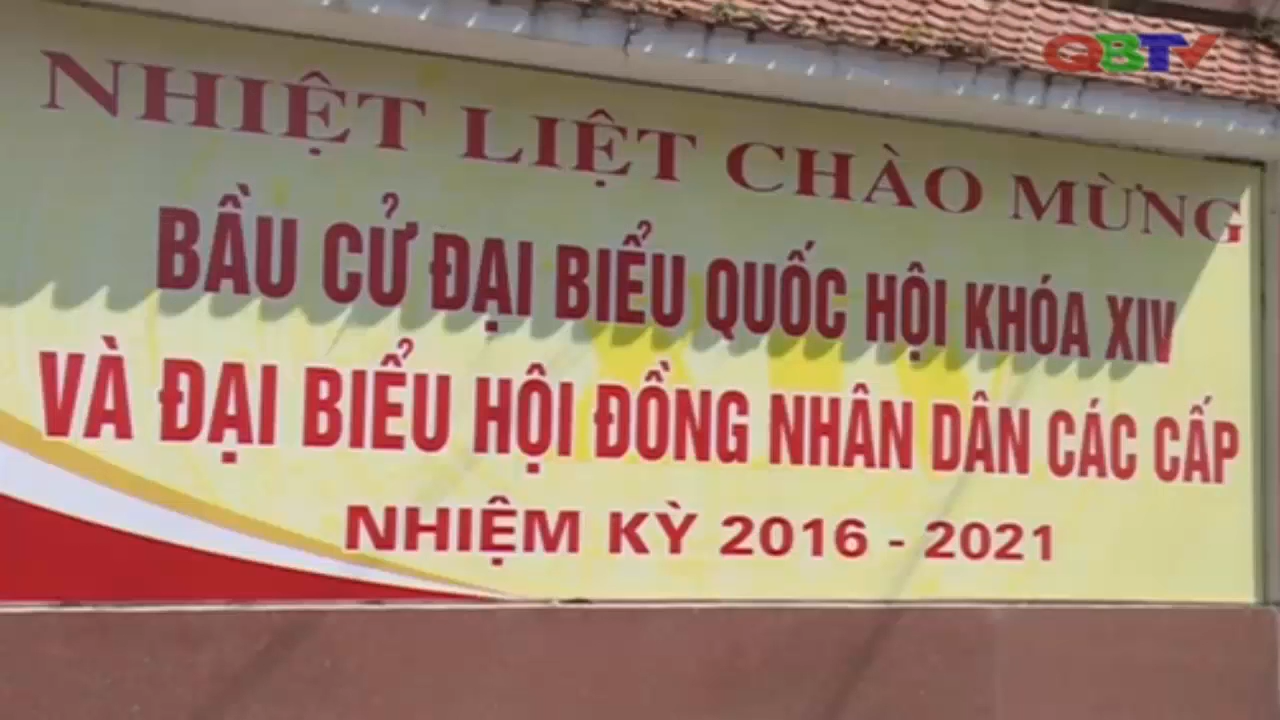 QBTV
NHIỆT LIỆT CHÀO MỪNG
BẦU CỬ ĐẠI BIỂU QUỐC HỘI KHÓA XIV
VÀ ĐẠI BIỂU HỘI ĐỒNG NHÂN DÂN CÁC CẤP
NHIỆM KỲ 2016 - 2021